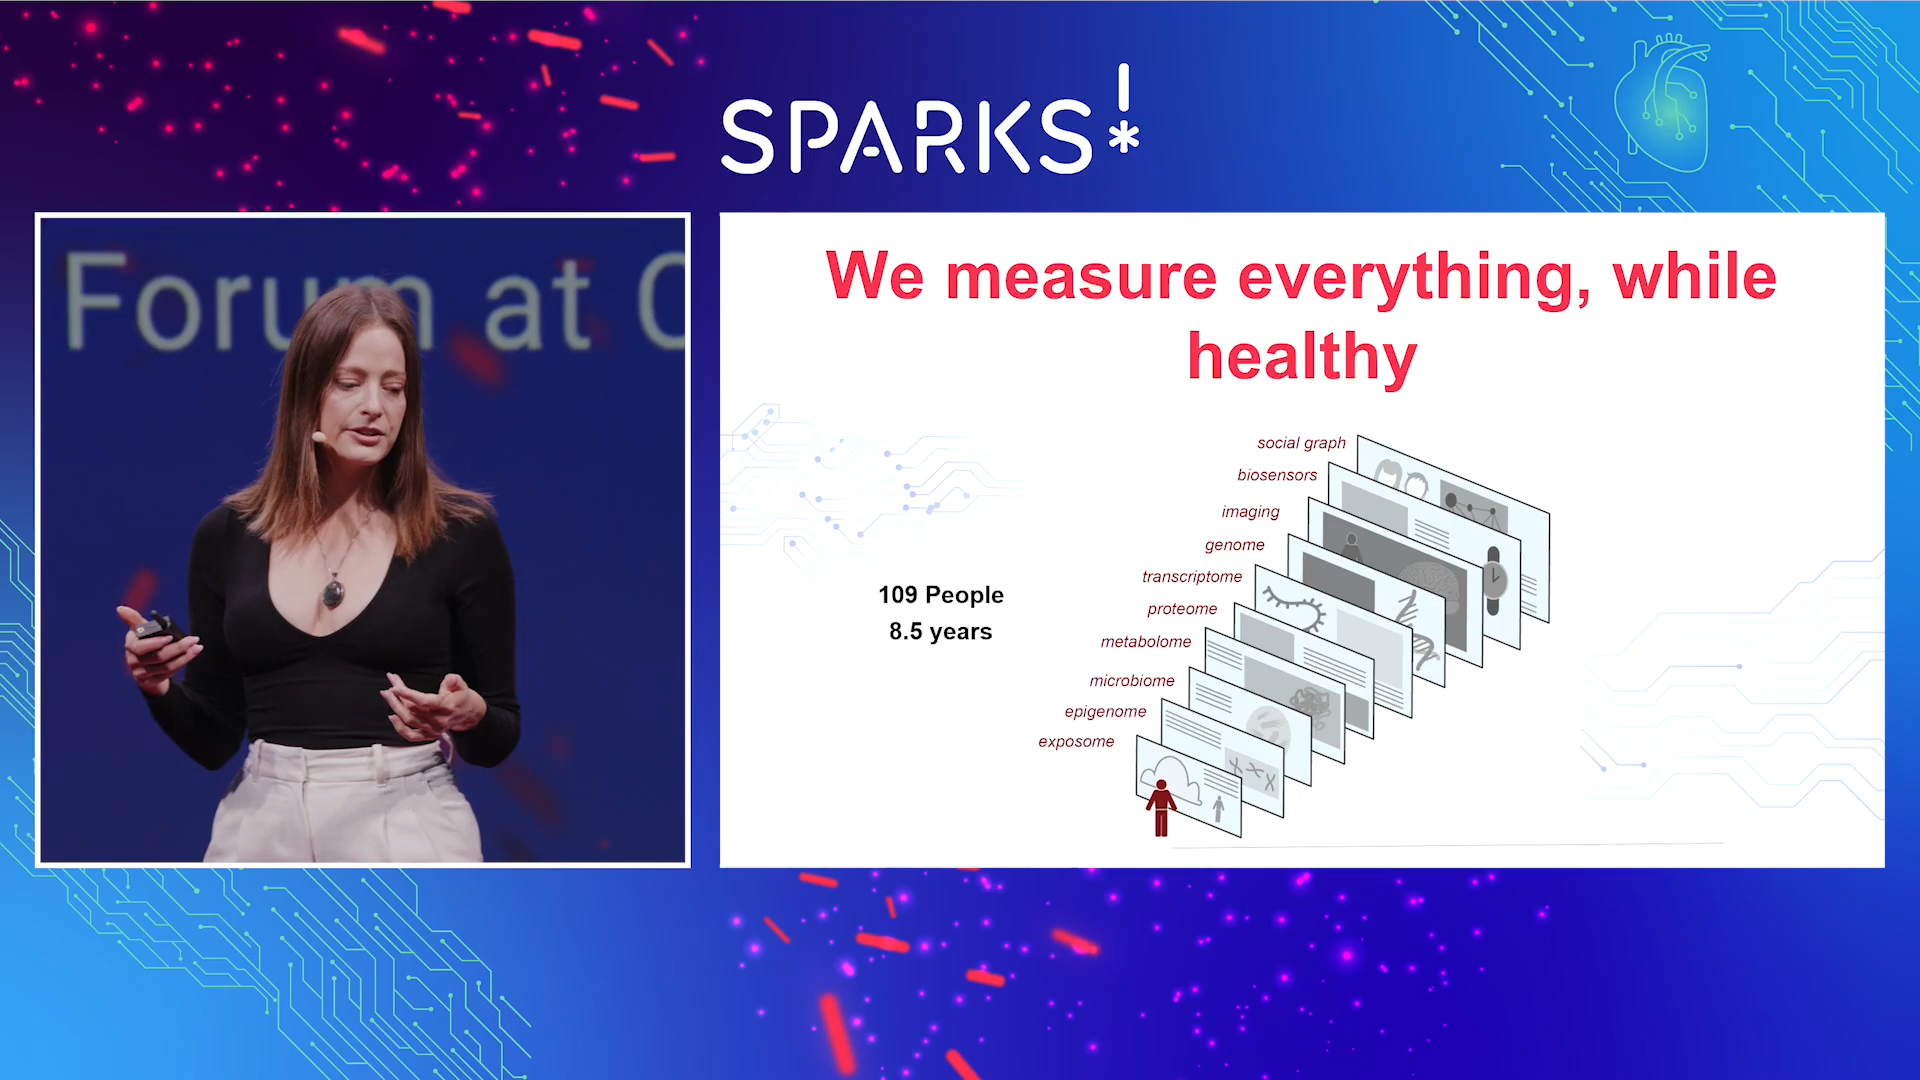 SPARKS!
Forum at C
We measure everything, while
healthy
social graph
biosensors
imaging
genome
transcriptome
proteome
metabolome
microbiome
epigenome
exposome
109 People
8.5 years